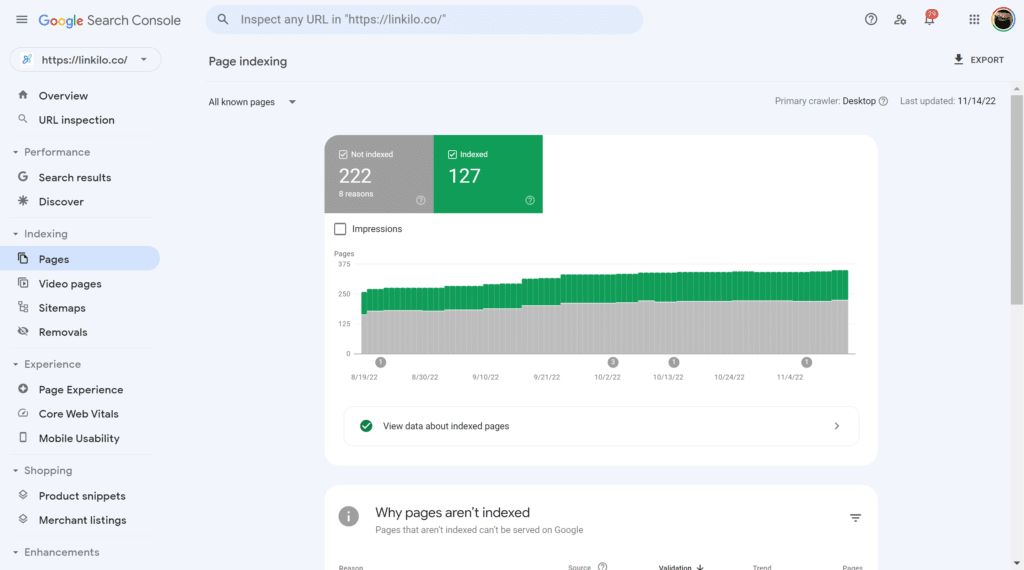 Google Search Console
Inspect any URL in "https://linkilo.co/"
29
https://linkilo.co/
Page indexing
EXPORT
Overview
URL inspection
Performance
Search results
Discover
Indexing
Pages
Video pages
Sitemaps
Removals
Experience
Page Experience
Core Web Vitals
Mobile Usability
Shopping
Product snippets
Merchant listings
Enhancements
All known pages
Primary crawler: Desktop
Last updated: 11/14/22
Not indexed
222
8 reasons
Indexed
127
Impressions
Pages
375
250
125
0
1
3
1
1
8/19/22
8/30/22
9/10/22
9/21/22
10/2/22
10/13/22
10/24/22
11/4/22
View data about indexed pages
Why pages aren't indexed
Pages that aren't indexed can't be served on Google
Reason
Source
Validation
Trend
Pages